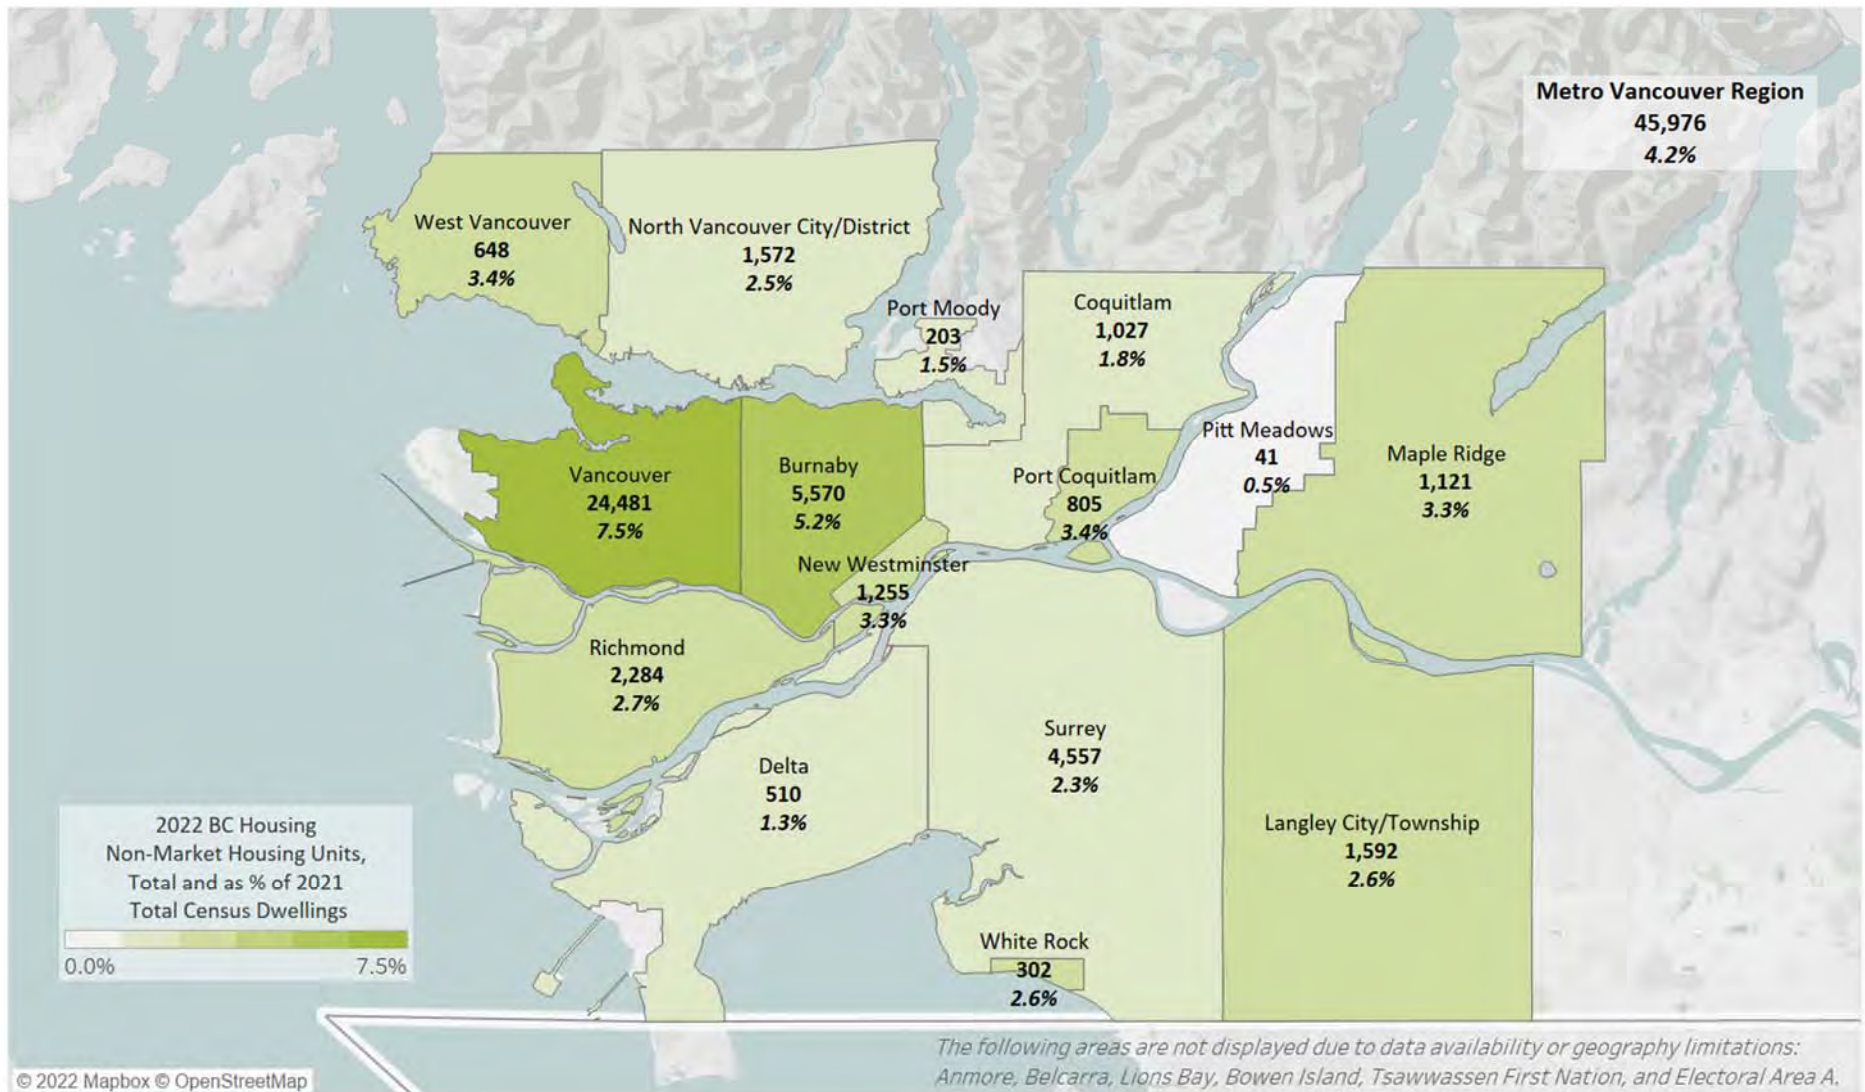 Metro Vancouver Region
45,976
4.2%
West Vancouver
648
3.4%
North Vancouver City/District
1,572
2.5%
Port Moody
203
1.5%
Coquitlam
1,027
1.8%
Pitt Meadows
41
0.5%
Maple Ridge
1,121
3.3%
Vancouver
24,481
7.5%
Burnaby
5,570
5.2%
Port Coquitlam
805
3.4%
New Westminster
1,255
3.3%
Richmond
2,284
2.7%
Delta
510
1.3%
Surrey
4,557
2.3%
Langley City/Township
1,592
2.6%
White Rock
302
2.6%
2022 BC Housing
Non-Market Housing Units,
Total and as % of 2021
Total Census Dwellings
0.0% 7.5%
The following areas are not displayed due to data availability or geography limitations:
Anmore, Belcarra, Lions Bay, Bowen Island, Tsawwassen First Nation, and Electoral Area A.
© 2022 Mapbox © OpenStreetMap